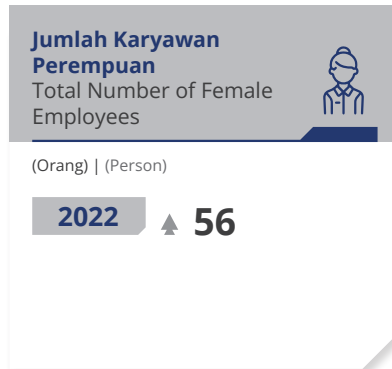 Jumlah Karyawan
Perempuan
Total Number of Female
Employees
(Orang) | (Person)
2022 56